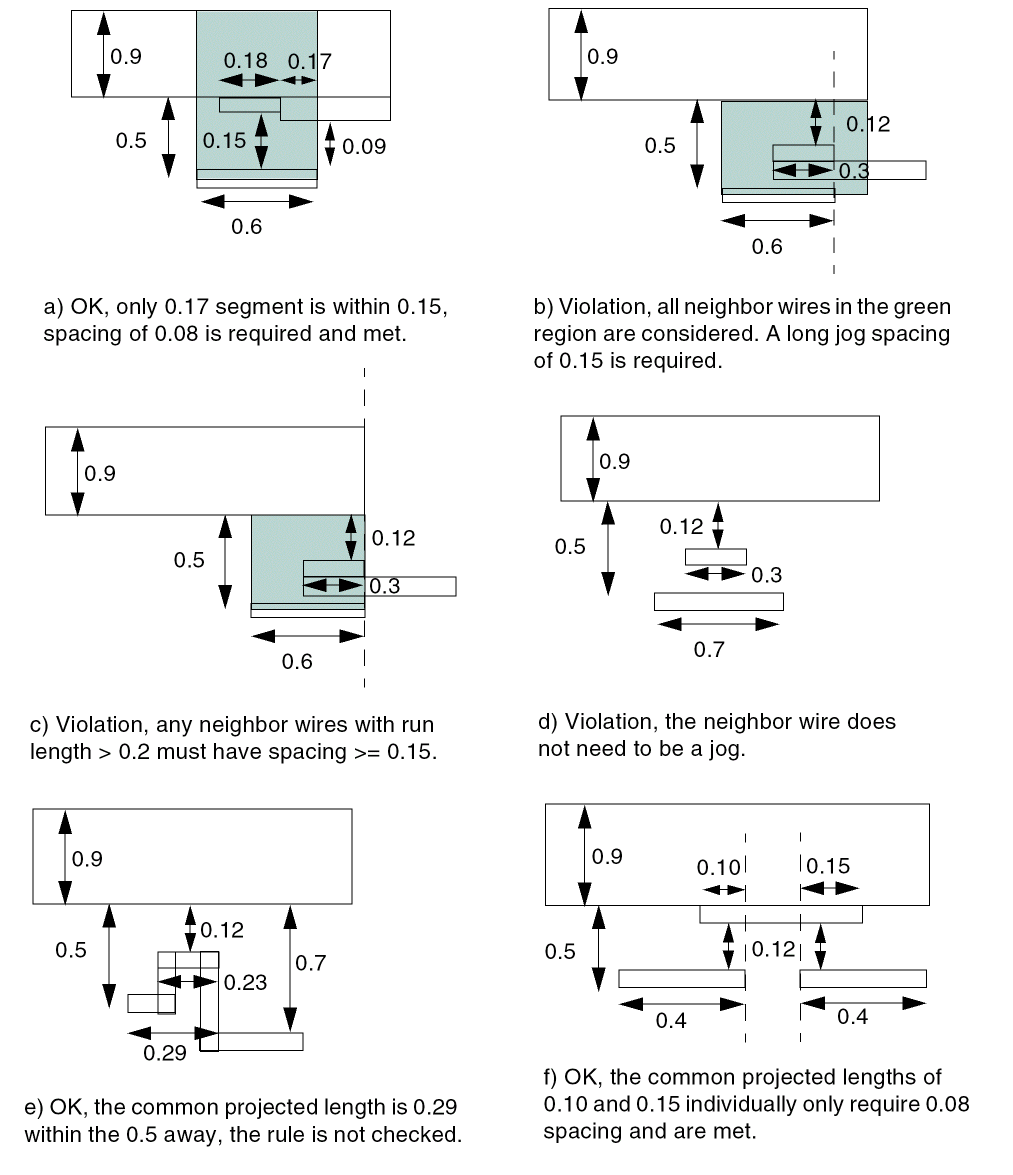 0.9
0.18
0.17
0.5
0.15
0.09
0.6
a) OK, only 0.17 segment is within 0.15,
spacing of 0.08 is required and met.
0.9
0.12
0.5
0.3
0.6
b) Violation, all neighbor wires in the green
region are considered. A long jog spacing
of 0.15 is required.
0.9
0.12
0.5
0.3
0.6
c) Violation, any neighbor wires with run
length > 0.2 must have spacing >= 0.15.
0.9
0.12
0.5
0.3
0.7
d) Violation, the neighbor wire does
not need to be a jog.
0.9
0.12
0.5
0.7
0.23
0.29
e) OK, the common projected length is 0.29
within the 0.5 away, the rule is not checked.
0.9
0.10
0.15
0.5
0.12
0.4
0.4
f) OK, the common projected lengths of
0.10 and 0.15 individually only require 0.08
spacing and are met.